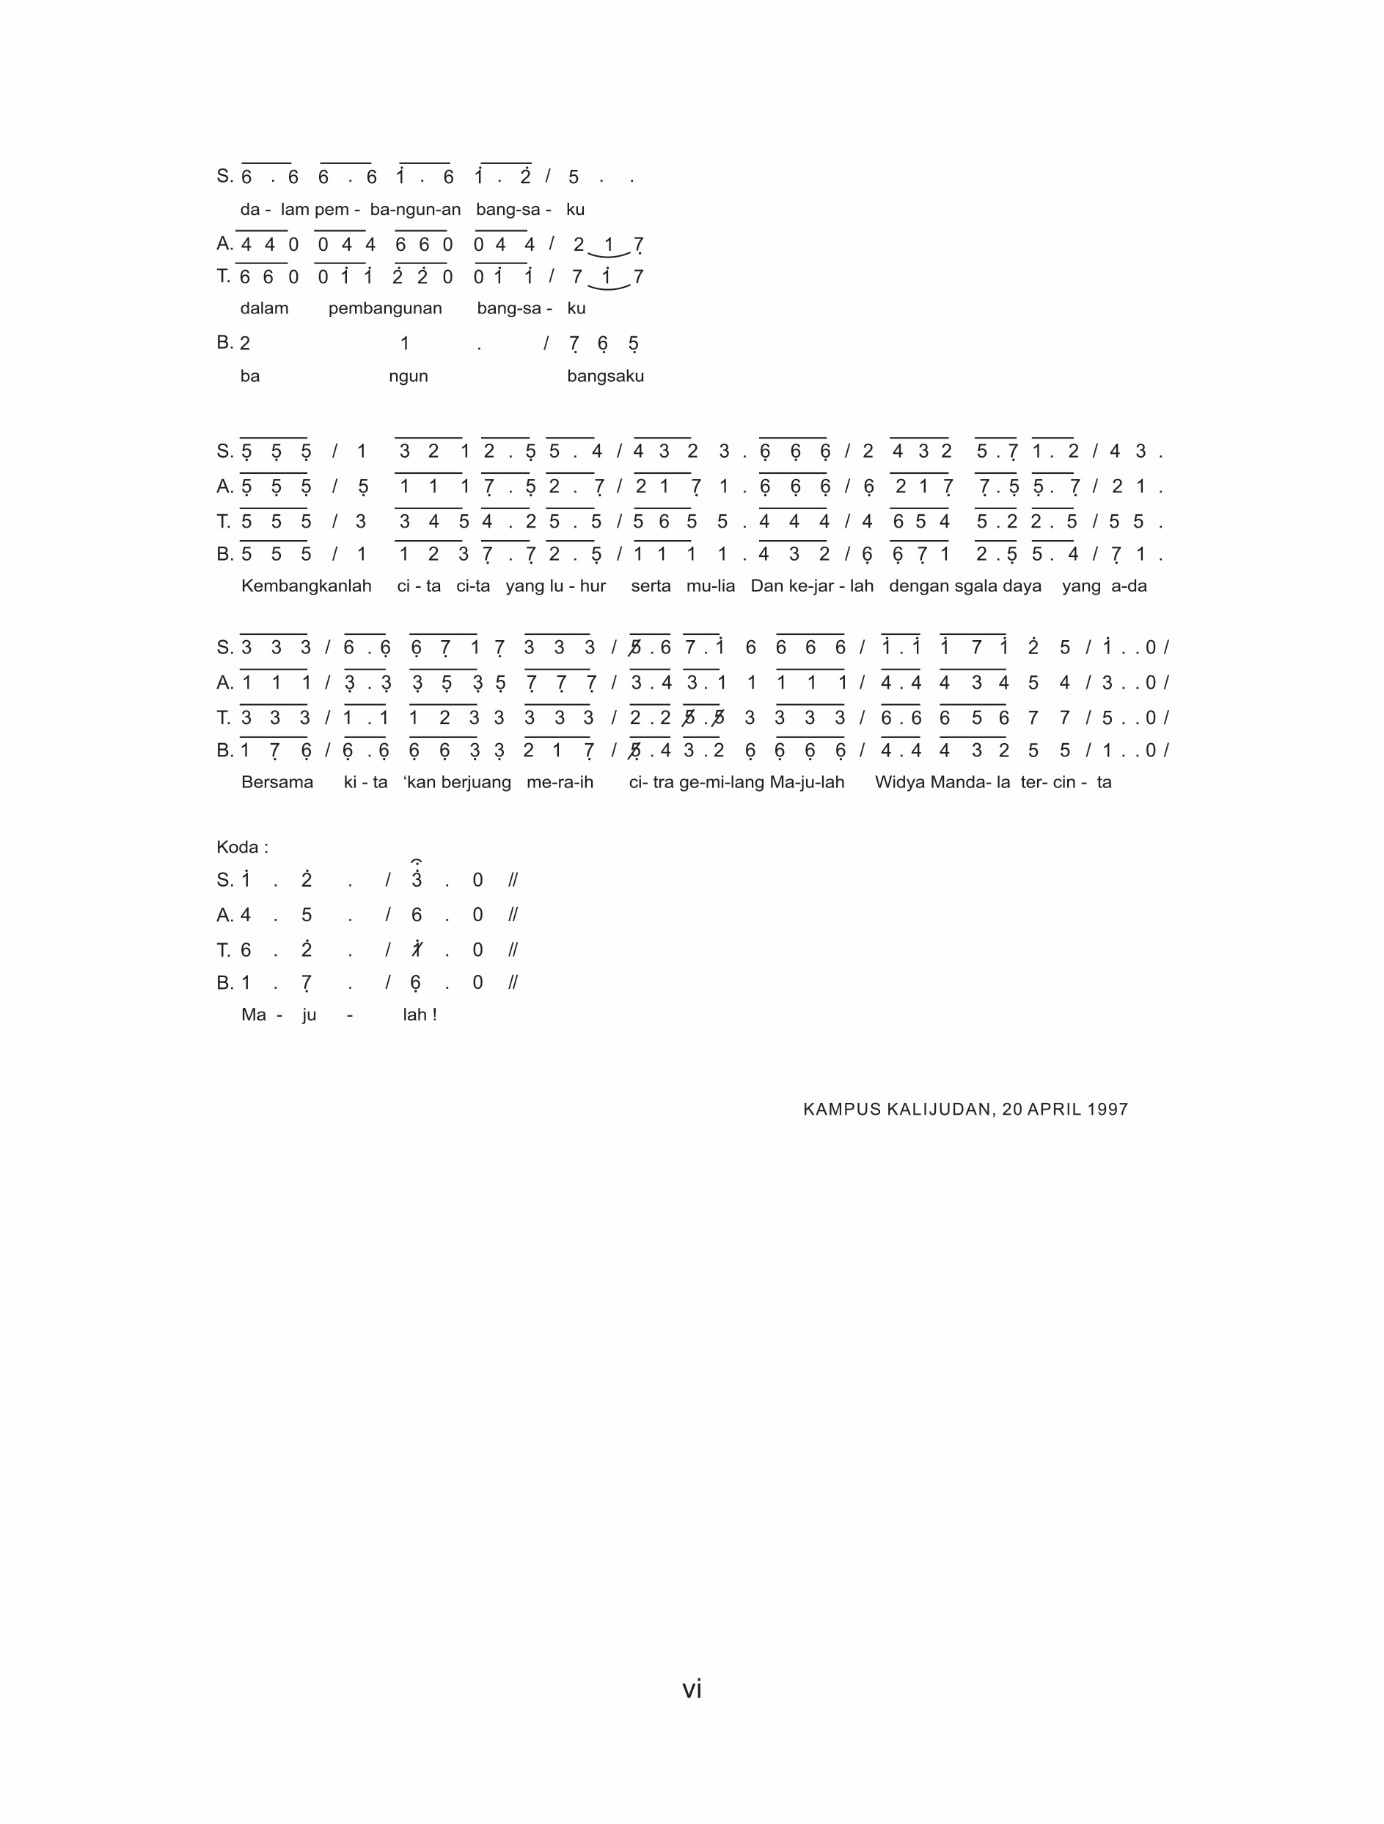 S. 6 . 6 6 . 6 1̇ . 6 1̇ . 2̇ / 5 . .
da - lam pem - ba-ngun-an bang-sa - ku
A. 4 4 0 0 4 4 6 6 0 0 4 4 / 2 1 7̣
T. 6 6 0 0 1̇ 1̇ 2̇ 2̇ 0 0 1̇ 1̇ / 7 1̇ 7
dalam pembangunan bang-sa - ku
B. 2 1 . / 7̣ 6̣ 5̣
ba ngun bangsaku
S. 5̣ 5̣ 5̣ / 1 3 2 1 2 . 5̣ 5 . 4 / 4 3 2 3 . 6̣ 6̣ 6̣ / 2 4 3 2 5 . 7̣ 1 . 2 / 4 3 .
A. 5̣ 5̣ 5̣ / 5̣ 1 1 1 7̣ . 5̣ 2 . 7̣ / 2 1 7̣ 1 . 6̣ 6̣ 6̣ / 6̣ 2 1 7̣ 7̣ . 5̣ 5̣ . 7̣ / 2 1 .
T. 5 5 5 / 3 3 4 5 4 . 2 5 . 5 / 5 6 5 5 . 4 4 4 / 4 6 5 4 5 . 2 2 . 5 / 5 5 .
B. 5 5 5 / 1 1 2 3 7̣ . 7̣ 2 . 5̣ / 1 1 1 1 . 4 3 2 / 6̣ 6̣ 7̣ 1 2 . 5̣ 5 . 4 / 7̣ 1 .
Kembangkanlah ci - ta ci-ta yang lu - hur serta mu-lia Dan ke-jar - lah dengan sgala daya yang a-da
S. 3 3 3 / 6 . 6̣ 6̣ 7̣ 1 7̣ 3 3 3 / 5̸ . 6 7 . 1̇ 6 6 6 6 / 1̇ . 1̇ 1̇ 7 1̇ 2̇ 5 / 1̇ . . 0 /
A. 1 1 1 / 3̣ . 3̣ 3̣ 5̣ 3̣ 5̣ 7̣ 7̣ 7̣ / 3 . 4 3 . 1 1 1 1 1 / 4 . 4 4 3 4 5 4 / 3 . . 0 /
T. 3 3 3 / 1 . 1 1 2 3 3 3 3 3 / 2 . 2 5̸ . 5̸ 3 3 3 3 / 6 . 6 6 5 6 7 7 / 5 . . 0 /
B. 1 7̣ 6̣ / 6̣ . 6̣ 6̣ 6̣ 3̣ 3̣ 2 1 7̣ / 5̸̣ . 4 3 . 2 6̣ 6̣ 6̣ 6̣ / 4 . 4 4 3 2 5 5 / 1 . . 0 /
Bersama ki - ta ‘kan berjuang me-ra-ih ci- tra ge-mi-lang Ma-ju-lah Widya Manda- la ter- cin - ta
Koda :
S. 1̇ . 2̇ . / 3̇ . 0 //
A. 4 . 5 . / 6 . 0 //
T. 6 . 2̇ . / 1̸̇ . 0 //
B. 1 . 7̣ . / 6̣ . 0 //
Ma - ju - lah !
KAMPUS KALIJUDAN, 20 APRIL 1997
vi